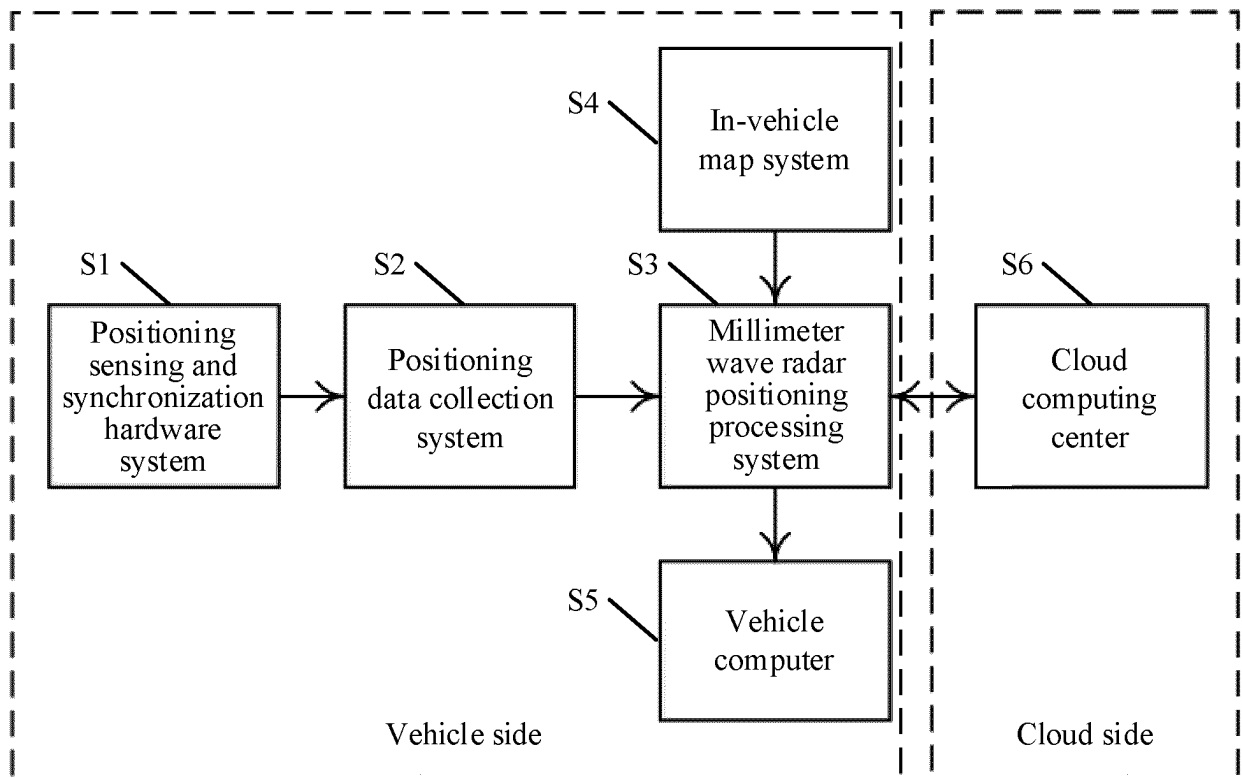 S4
In-vehicle
map system
S1
Positioning
sensing and
synchronization
hardware
system
S2
Positioning
data collection
system
S3
Millimeter
wave radar
positioning
processing
system
S6
Cloud
computing
center
S5
Vehicle
computer
Vehicle side
Cloud side